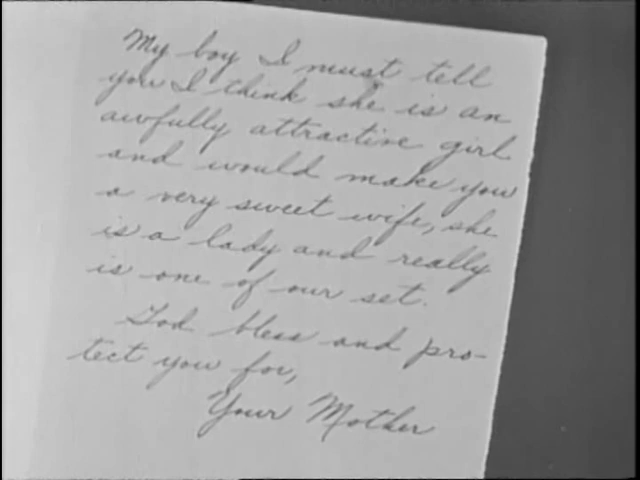 My boy I must tell
you I think she is an
awfully attractive girl
and would make you
a very sweet wife, she
is a lady and really
is one of our set.
God bless and pro-
tect you for,
Your Mother